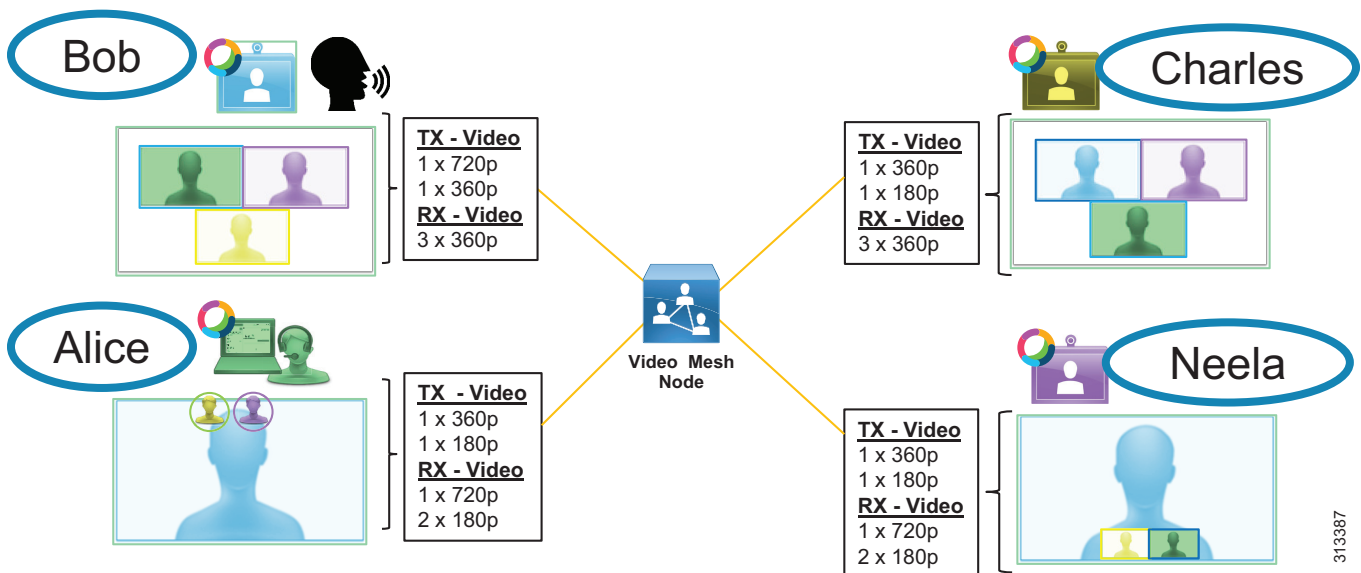 Bob
TX - Video
1 x 720p
1 x 360p
RX - Video
3 x 360p
Charles
TX - Video
1 x 360p
1 x 180p
RX - Video
3 x 360p
Video Mesh
Node
Alice
TX - Video
1 x 360p
1 x 180p
RX - Video
1 x 720p
2 x 180p
Neela
TX - Video
1 x 360p
1 x 180p
RX - Video
1 x 720p
2 x 180p
313387